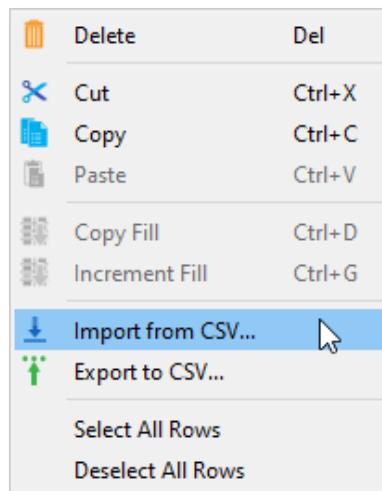 Delete Del
Cut Ctrl+X
Copy Ctrl+C
Paste Ctrl+V
Copy Fill Ctrl+D
Increment Fill Ctrl+G
Import from CSV...
Export to CSV...
Select All Rows
Deselect All Rows